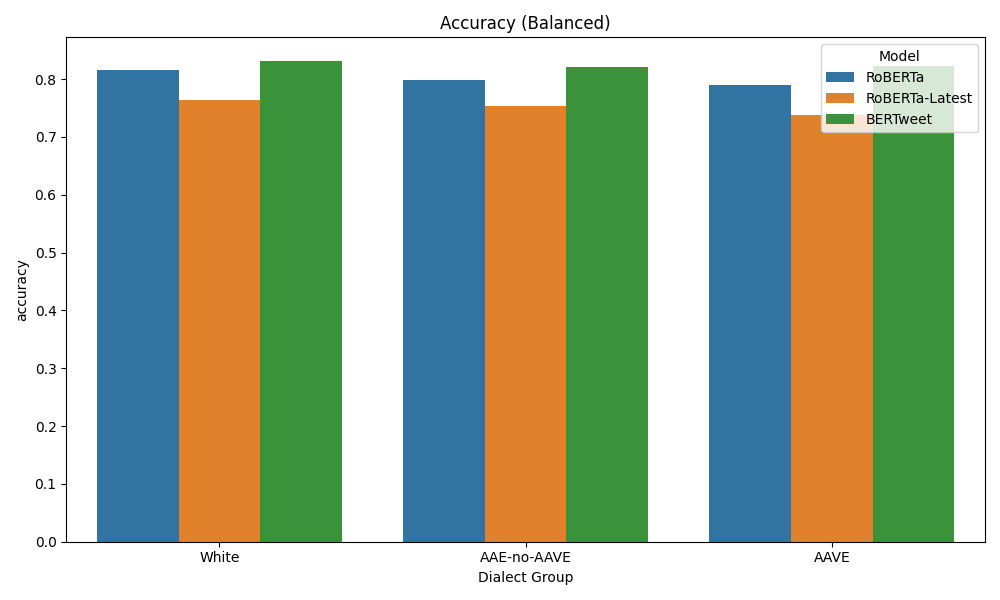 Accuracy (Balanced)
Model
RoBERTa
RoBERTa-Latest
BERTweet
accuracy
0.8
0.7
0.6
0.5
0.4
0.3
0.2
0.1
0.0
White
AAE-no-AAVE
AAVE
Dialect Group